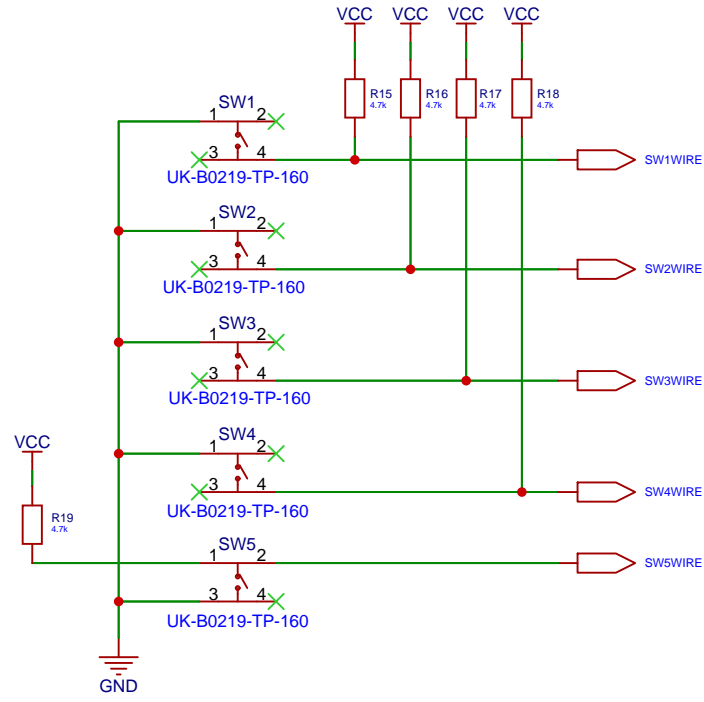 VCC VCC VCC VCC
R15 R16 R17 R18
4.7k 4.7k 4.7k 4.7k
SW1
1 2
3 4
UK-B0219-TP-160
SW1WIRE
SW2
1 2
3 4
UK-B0219-TP-160
SW2WIRE
SW3
1 2
3 4
UK-B0219-TP-160
SW3WIRE
SW4
1 2
3 4
UK-B0219-TP-160
SW4WIRE
VCC
R19
4.7k
SW5
1 2
3 4
UK-B0219-TP-160
SW5WIRE
GND